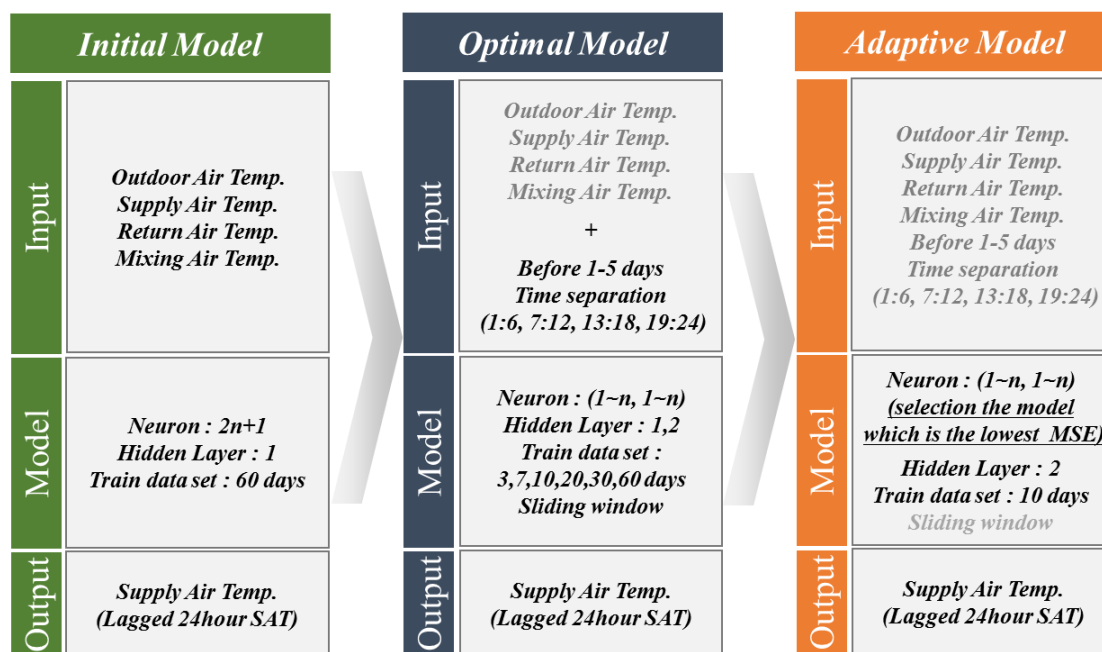 Initial Model
Input
Outdoor Air Temp.
Supply Air Temp.
Return Air Temp.
Mixing Air Temp.
Model
Neuron : 2n+1
Hidden Layer : 1
Train data set : 60 days
Output
Supply Air Temp.
(Lagged 24hour SAT)
Optimal Model
Input
Outdoor Air Temp.
Supply Air Temp.
Return Air Temp.
Mixing Air Temp.
+
Before 1-5 days
Time separation
(1:6, 7:12, 13:18, 19:24)
Model
Neuron : (1~n, 1~n)
Hidden Layer : 1,2
Train data set :
3,7,10,20,30,60 days
Sliding window
Output
Supply Air Temp.
(Lagged 24hour SAT)
Adaptive Model
Input
Outdoor Air Temp.
Supply Air Temp.
Return Air Temp.
Mixing Air Temp.
Before 1-5 days
Time separation
(1:6, 7:12, 13:18, 19:24)
Model
Neuron : (1~n, 1~n)
(selection the model
which is the lowest MSE)
Hidden Layer : 2
Train data set : 10 days
Sliding window
Output
Supply Air Temp.
(Lagged 24hour SAT)